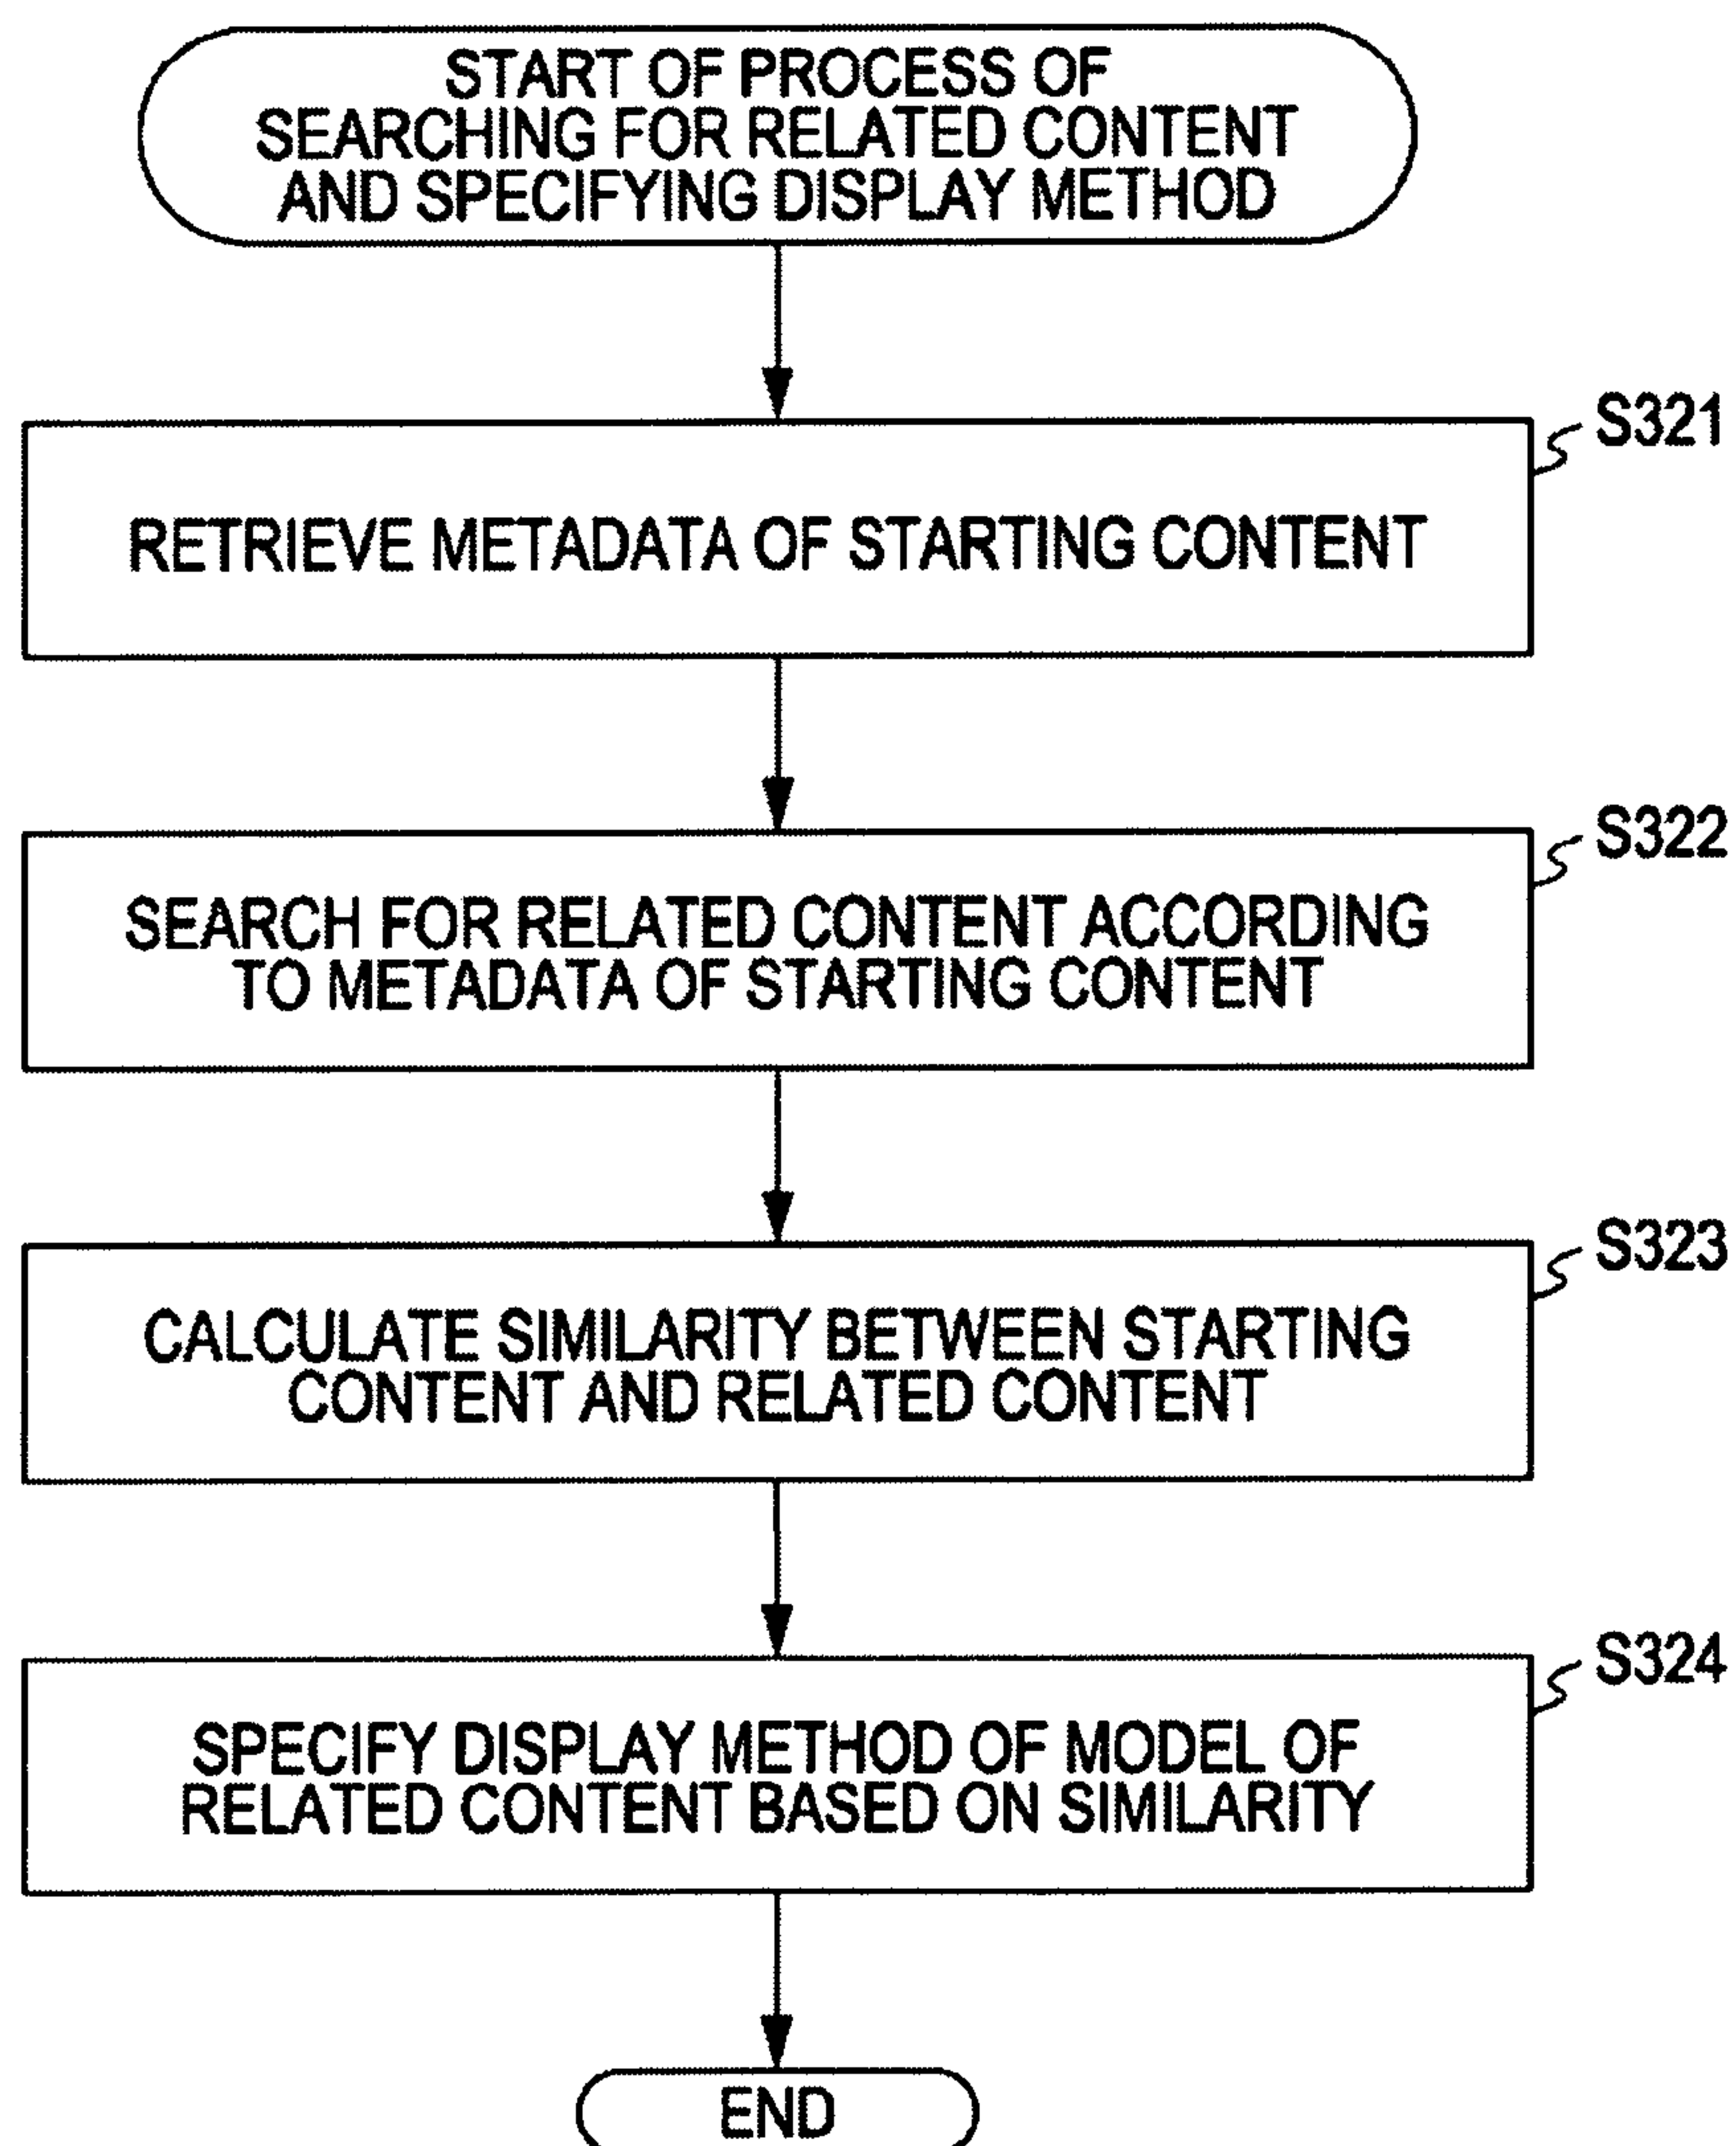 START OF PROCESS OF
SEARCHING FOR RELATED CONTENT
AND SPECIFYING DISPLAY METHOD
S321
RETRIEVE METADATA OF STARTING CONTENT
S322
SEARCH FOR RELATED CONTENT ACCORDING
TO METADATA OF STARTING CONTENT
S323
CALCULATE SIMILARITY BETWEEN STARTING
CONTENT AND RELATED CONTENT
S324
SPECIFY DISPLAY METHOD OF MODEL OF
RELATED CONTENT BASED ON SIMILARITY
END